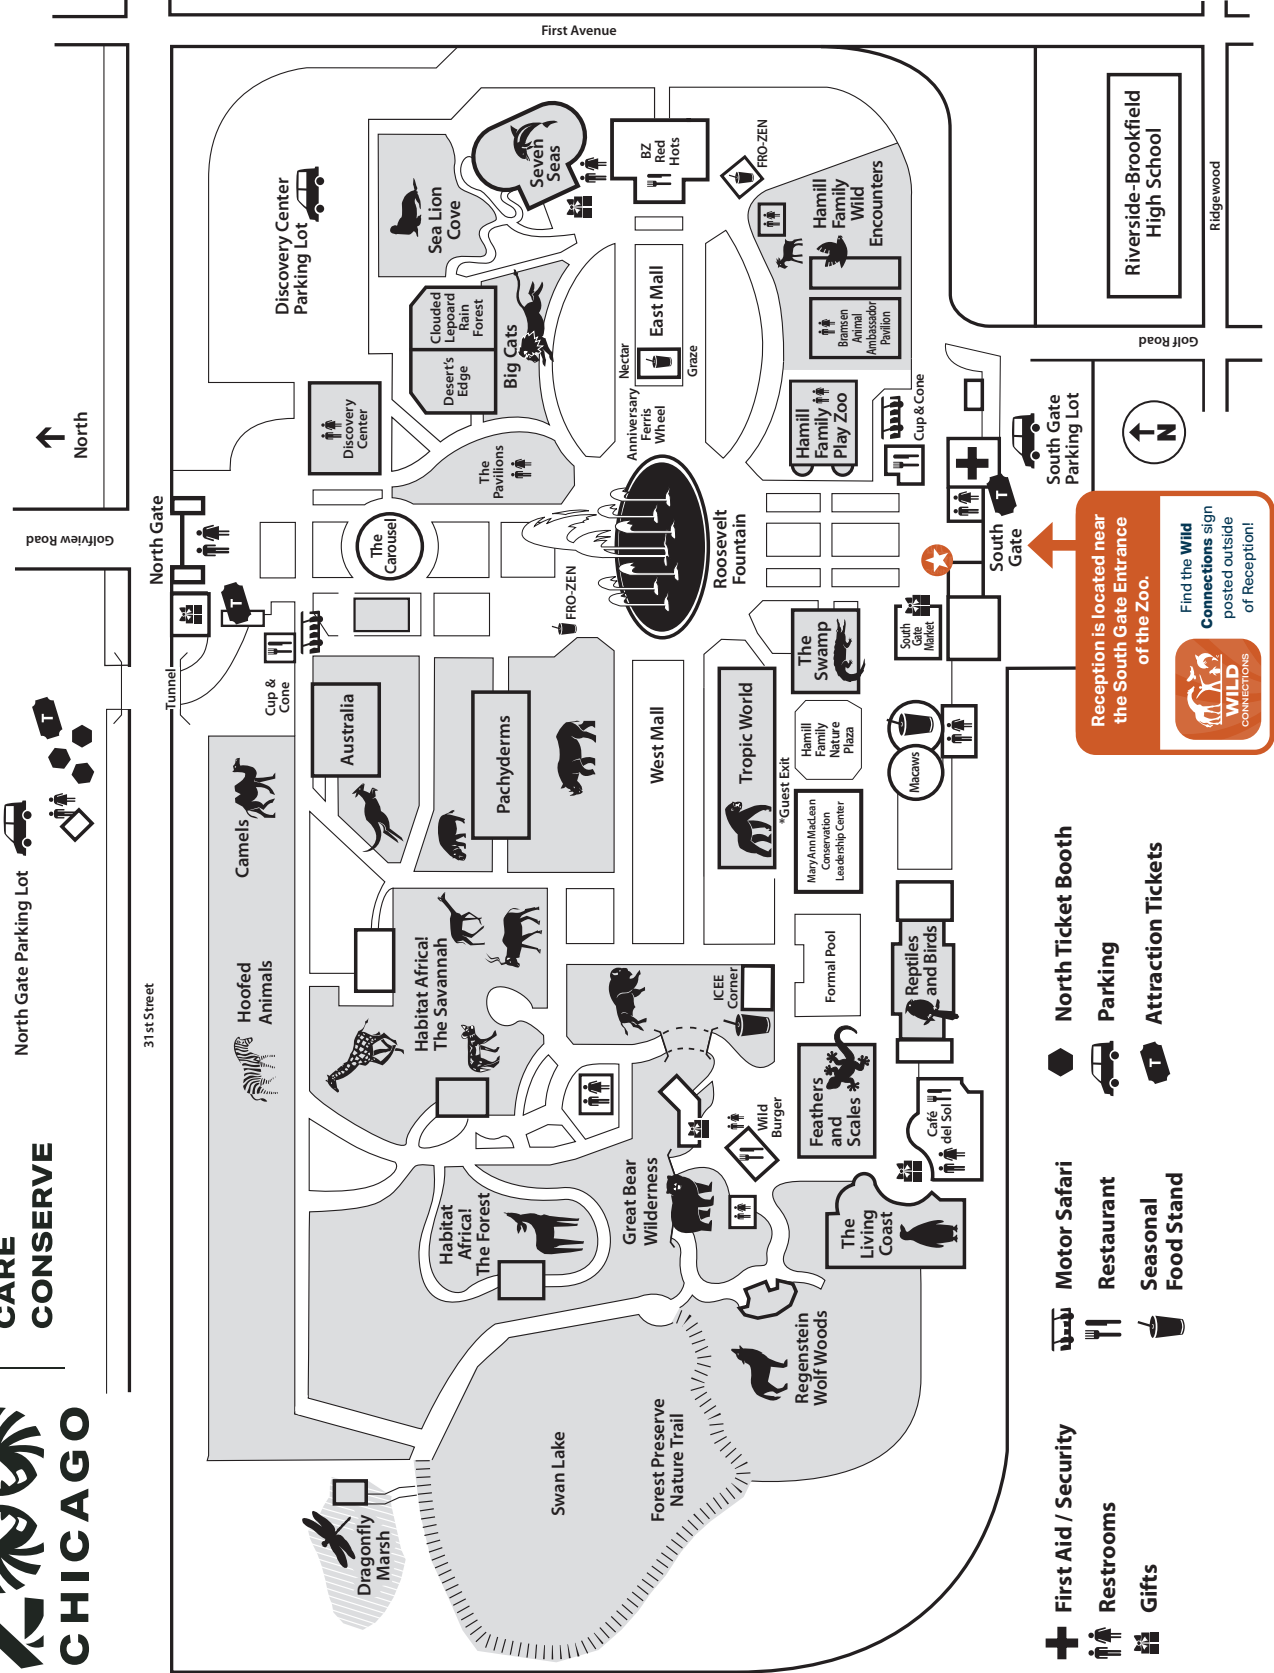 CARE
CONSERVE
CHICAGO
North Gate Parking Lot
T
North
Golfview Road
31st Street
Tunnel
North Gate
First Avenue
Discovery Center
Parking Lot
T
Cup &
Cone
Camels
Hoofed
Animals
Australia
Pachyderms
Habitat Africa!
The Savannah
Habitat
Africa!
The Forest
Dragonfly
Marsh
Swan Lake
Forest Preserve
Nature Trail
Regenstein
Wolf Woods
Great Bear
Wilderness
Wild
Burger
ICEE
Corner
West Mall
The
Carousel
Discovery
Center
The
Pavilions
FRO-ZEN
Roosevelt
Fountain
Anniversary
Ferris
Wheel
Nectar
East Mall
Graze
Big Cats
Desert's
Edge
Clouded
Lepoard
Rain
Forest
Sea Lion
Cove
Seven
Seas
BZ
Red
Hots
FRO-ZEN
Hamill
Family
Wild
Encounters
Bramsen
Animal
Ambassador
Pavilion
Hamill
Family
Play Zoo
Cup & Cone
Tropic World
*Guest Exit
The
Swamp
Hamill
Family
Nature
Plaza
Mary Ann MacLean
Conservation
Leadership Center
Formal Pool
Macaws
South
Gate
Market
Reptiles
and Birds
Feathers
and
Scales
Café
del Sol
The
Living
Coast
South
Gate
T
South Gate
Parking Lot
N
Golf Road
Ridgewood
Riverside-Brookfield
High School
Reception is located near
the South Gate Entrance
of the Zoo.
WILD
CONNECTIONS
Find the Wild
Connections sign
posted outside
of Reception!
First Aid / Security
Restrooms
Gifts
Motor Safari
Restaurant
Seasonal
Food Stand
North Ticket Booth
Parking
T
Attraction Tickets